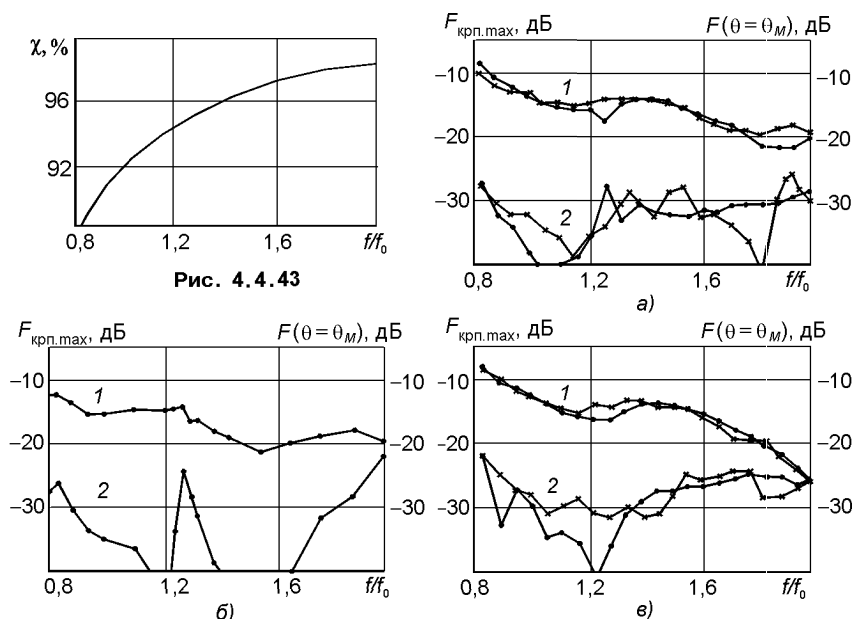 χ, %
96
92
0,8
1,2
1,6
f/f₀
Рис. 4.4.43
Fкрп.max, дБ
F(θ = θM), дБ
–10
–20
–30
–10
–20
–30
1
2
0,8
1,2
1,6
f/f₀
а)
Fкрп.max, дБ
F(θ = θM), дБ
–10
–20
–30
–10
–20
–30
1
2
0,8
1,2
1,6
f/f₀
б)
Fкрп.max, дБ
F(θ = θM), дБ
–10
–20
–30
–10
–20
–30
1
2
0,8
1,2
1,6
f/f₀
в)